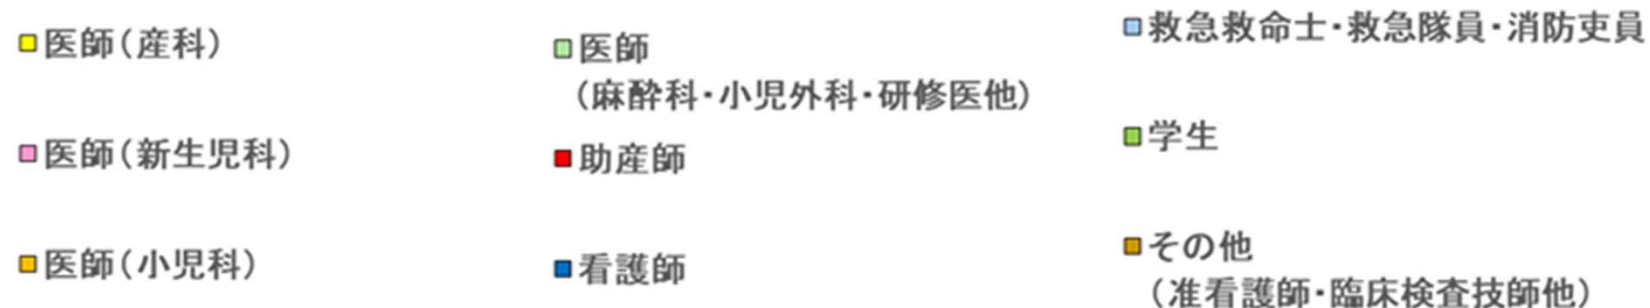 医師（産科）
医師（新生児科）
医師（小児科）
医師
（麻酔科・小児外科・研修医他）
助産師
看護師
救急救命士・救急隊員・消防吏員
学生
その他
（准看護師・臨床検査技師他）